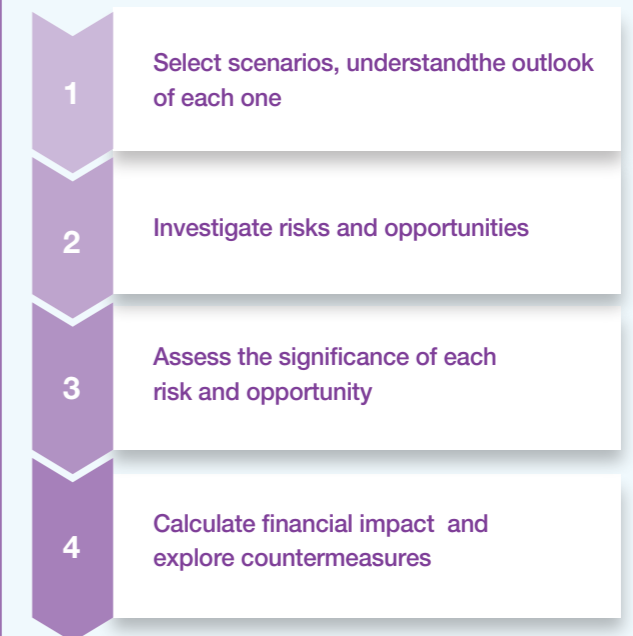 1
Select scenarios, understandthe outlook
of each one
2
Investigate risks and opportunities
3
Assess the significance of each
risk and opportunity
4
Calculate financial impact  and
explore countermeasures